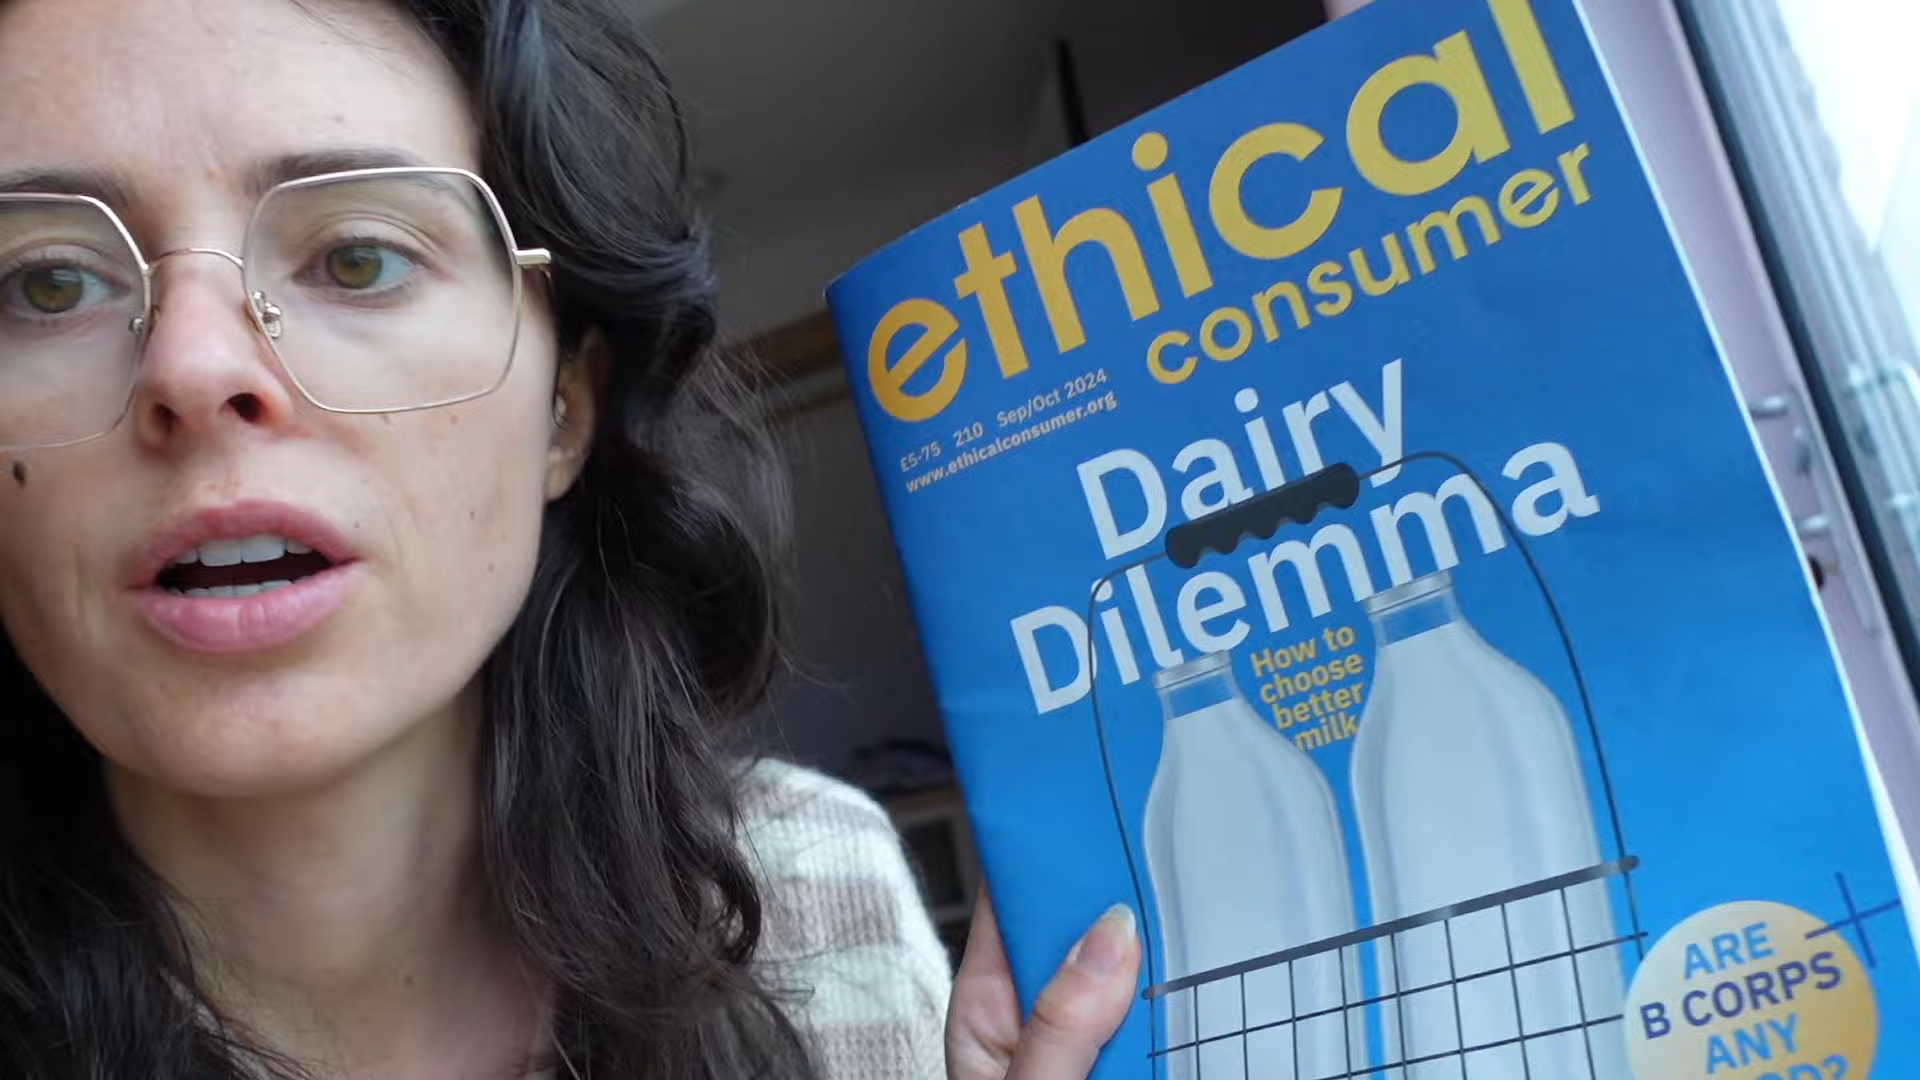 ethical
consumer
£5·75 210 Sep/Oct 2024
www.ethicalconsumer.org
Dairy
Dilemma
How to
choose
better
milk
ARE
B CORPS
ANY